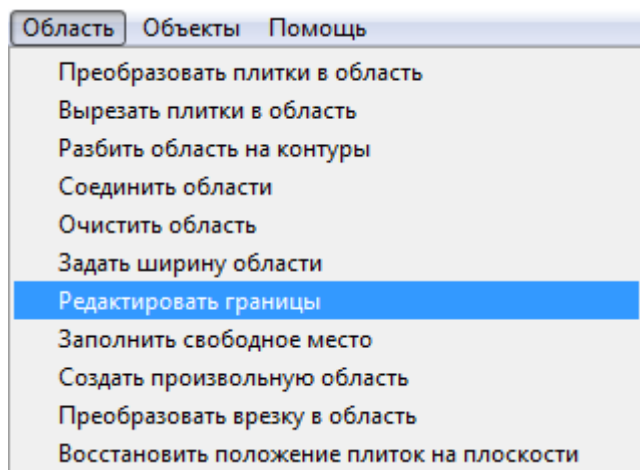 Область Объекты Помощь
Преобразовать плитки в область
Вырезать плитки в область
Разбить область на контуры
Соединить области
Очистить область
Задать ширину области
Редактировать границы
Заполнить свободное место
Создать произвольную область
Преобразовать врезку в область
Восстановить положение плиток на плоскости